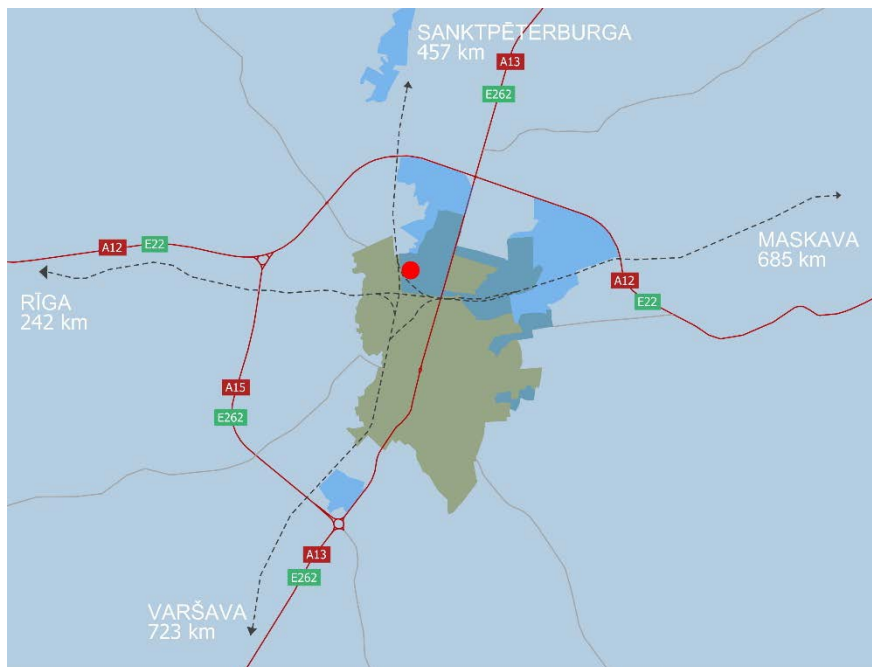 SANKTPĒTERBURGA
457 km
A13
E262
MASKAVA
685 km
A12
E22
RĪGA
242 km
A12
E22
A15
E262
A13
E262
VARŠAVA
723 km